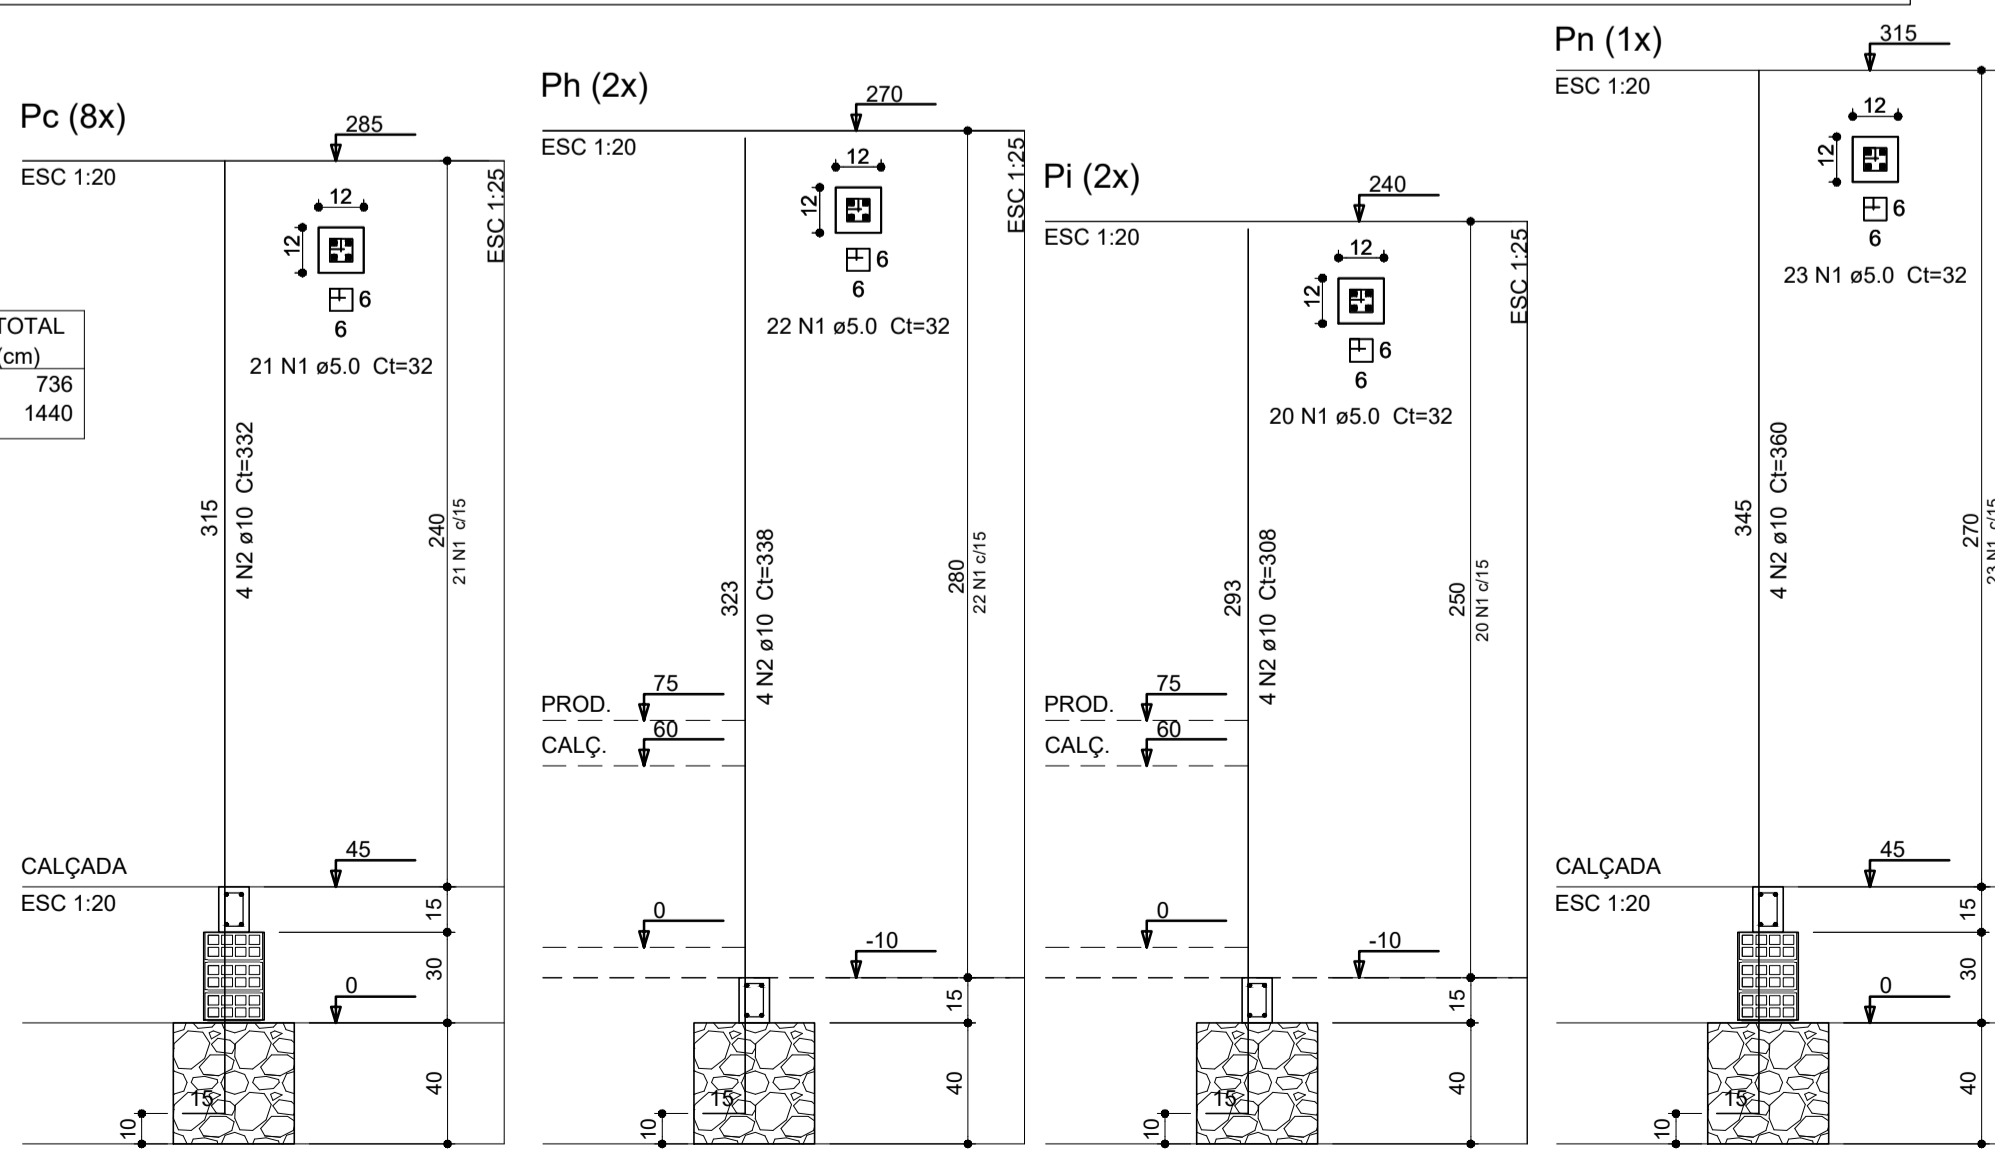 TOTAL
(cm)
736
1440
Pc (8x)
ESC 1:20
285
ESC 1:25
12
12
6
6
21 N1 ø5.0 Ct=32
315
4 N2 ø10 Ct=332
240
21 N1 c/15
CALÇADA
ESC 1:20
45
15
30
0
40
15
10
Ph (2x)
ESC 1:20
270
ESC 1:25
12
12
6
6
22 N1 ø5.0 Ct=32
323
4 N2 ø10 Ct=338
280
22 N1 c/15
PROD.
75
CALÇ.
60
0
-10
15
40
15
10
Pi (2x)
ESC 1:20
240
ESC 1:25
12
12
6
6
20 N1 ø5.0 Ct=32
293
4 N2 ø10 Ct=308
250
20 N1 c/15
PROD.
75
CALÇ.
60
0
-10
15
40
15
10
Pn (1x)
ESC 1:20
315
12
12
6
6
23 N1 ø5.0 Ct=32
345
4 N2 ø10 Ct=360
270
23 N1 c/15
CALÇADA
ESC 1:20
45
15
30
0
40
15
10